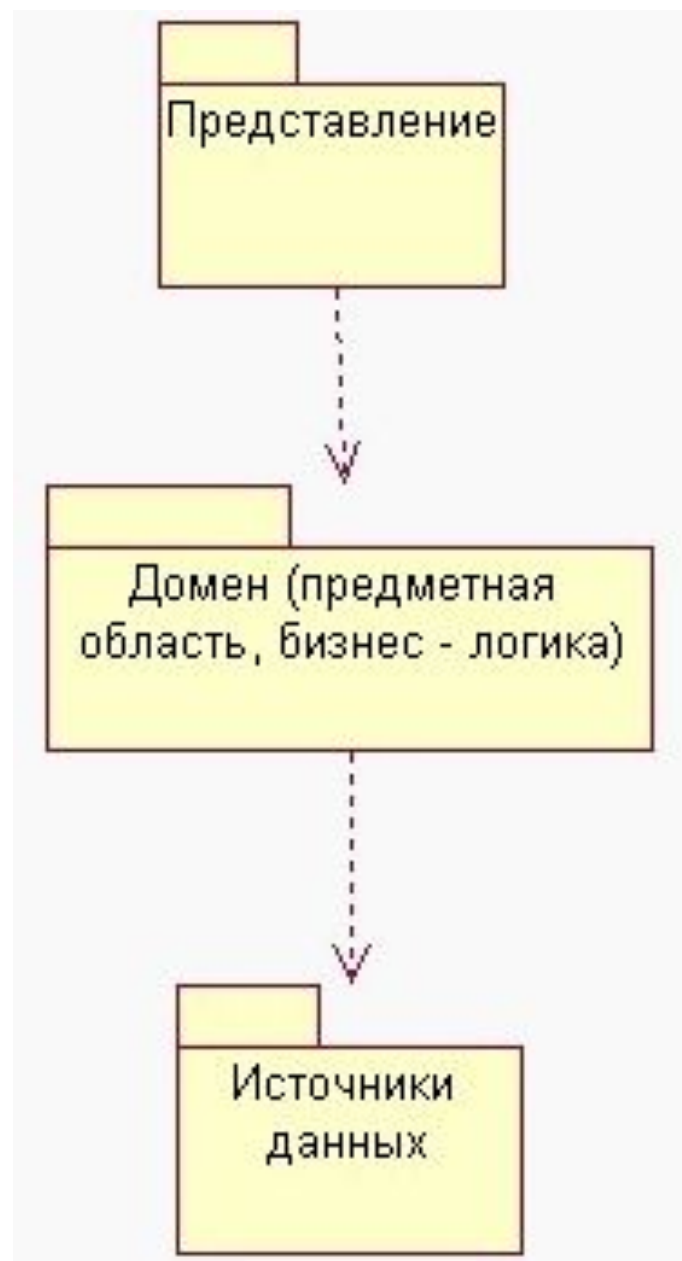 Представление
Домен (предметная
область, бизнес - логика)
Источники
данных